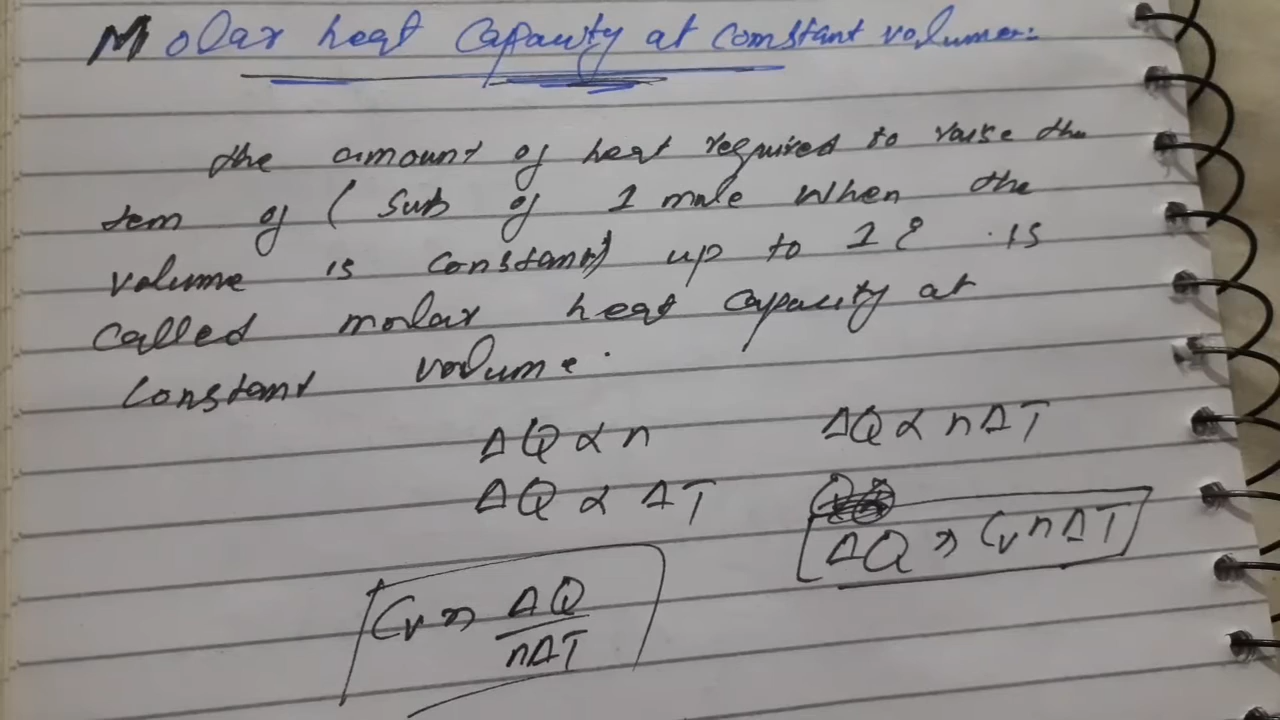 Molar heat Capacity at constant volume:
the amount of heat required to raise the
tem of (Sub of 1 mole When the
volume is constant) up to 1 is
Called molar heat capacity at
Constant volume.
ΔQ ∝ n ΔQ ∝ nΔT
ΔQ ∝ ΔT
ΔQ = Cv nΔT
Cv = ΔQ
nΔT